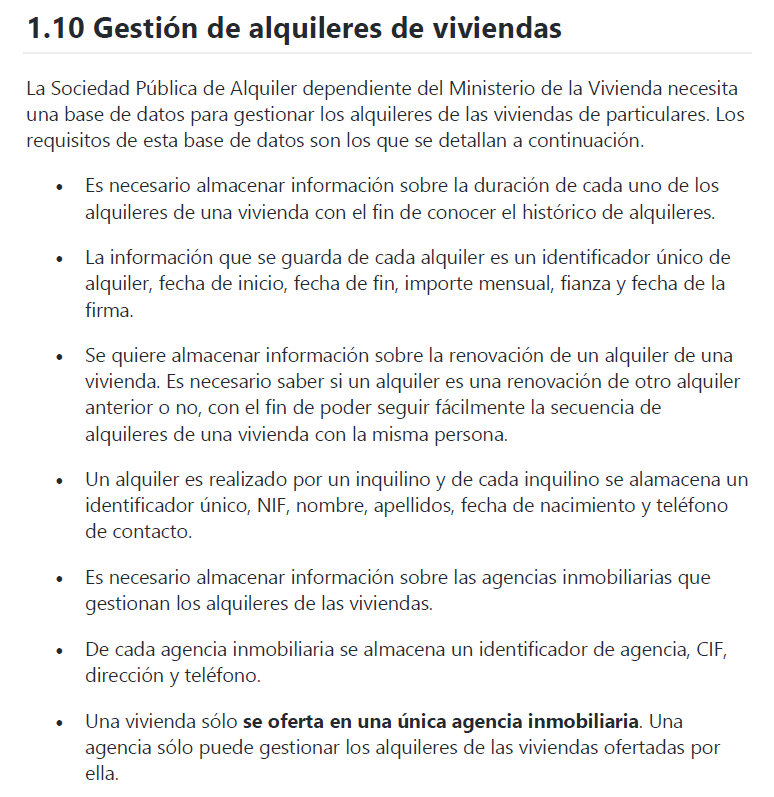 1.10 Gestión de alquileres de viviendas
La Sociedad Pública de Alquiler dependiente del Ministerio de la Vivienda necesita
una base de datos para gestionar los alquileres de las viviendas de particulares. Los
requisitos de esta base de datos son los que se detallan a continuación.
• Es necesario almacenar información sobre la duración de cada uno de los
alquileres de una vivienda con el fin de conocer el histórico de alquileres.
• La información que se guarda de cada alquiler es un identificador único de
alquiler, fecha de inicio, fecha de fin, importe mensual, fianza y fecha de la
firma.
• Se quiere almacenar información sobre la renovación de un alquiler de una
vivienda. Es necesario saber si un alquiler es una renovación de otro alquiler
anterior o no, con el fin de poder seguir fácilmente la secuencia de
alquileres de una vivienda con la misma persona.
• Un alquiler es realizado por un inquilino y de cada inquilino se alamacena un
identificador único, NIF, nombre, apellidos, fecha de nacimiento y teléfono
de contacto.
• Es necesario almacenar información sobre las agencias inmobiliarias que
gestionan los alquileres de las viviendas.
• De cada agencia inmobiliaria se almacena un identificador de agencia, CIF,
dirección y teléfono.
• Una vivienda sólo se oferta en una única agencia inmobiliaria. Una
agencia sólo puede gestionar los alquileres de las viviendas ofertadas por
ella.